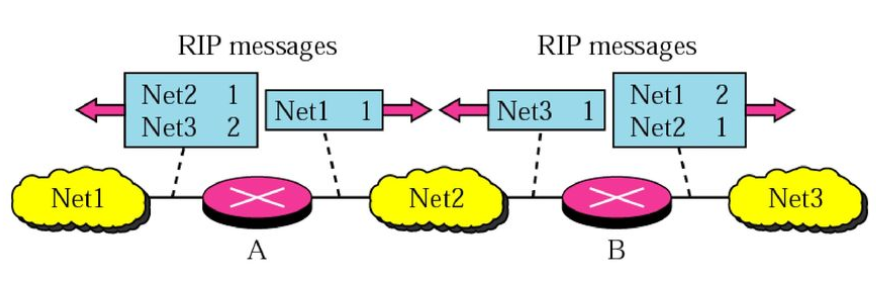 RIP messages
RIP messages
Net2 1
Net3 2
Net1 1
Net3 1
Net1 2
Net2 1
Net1
Net2
Net3
A
B